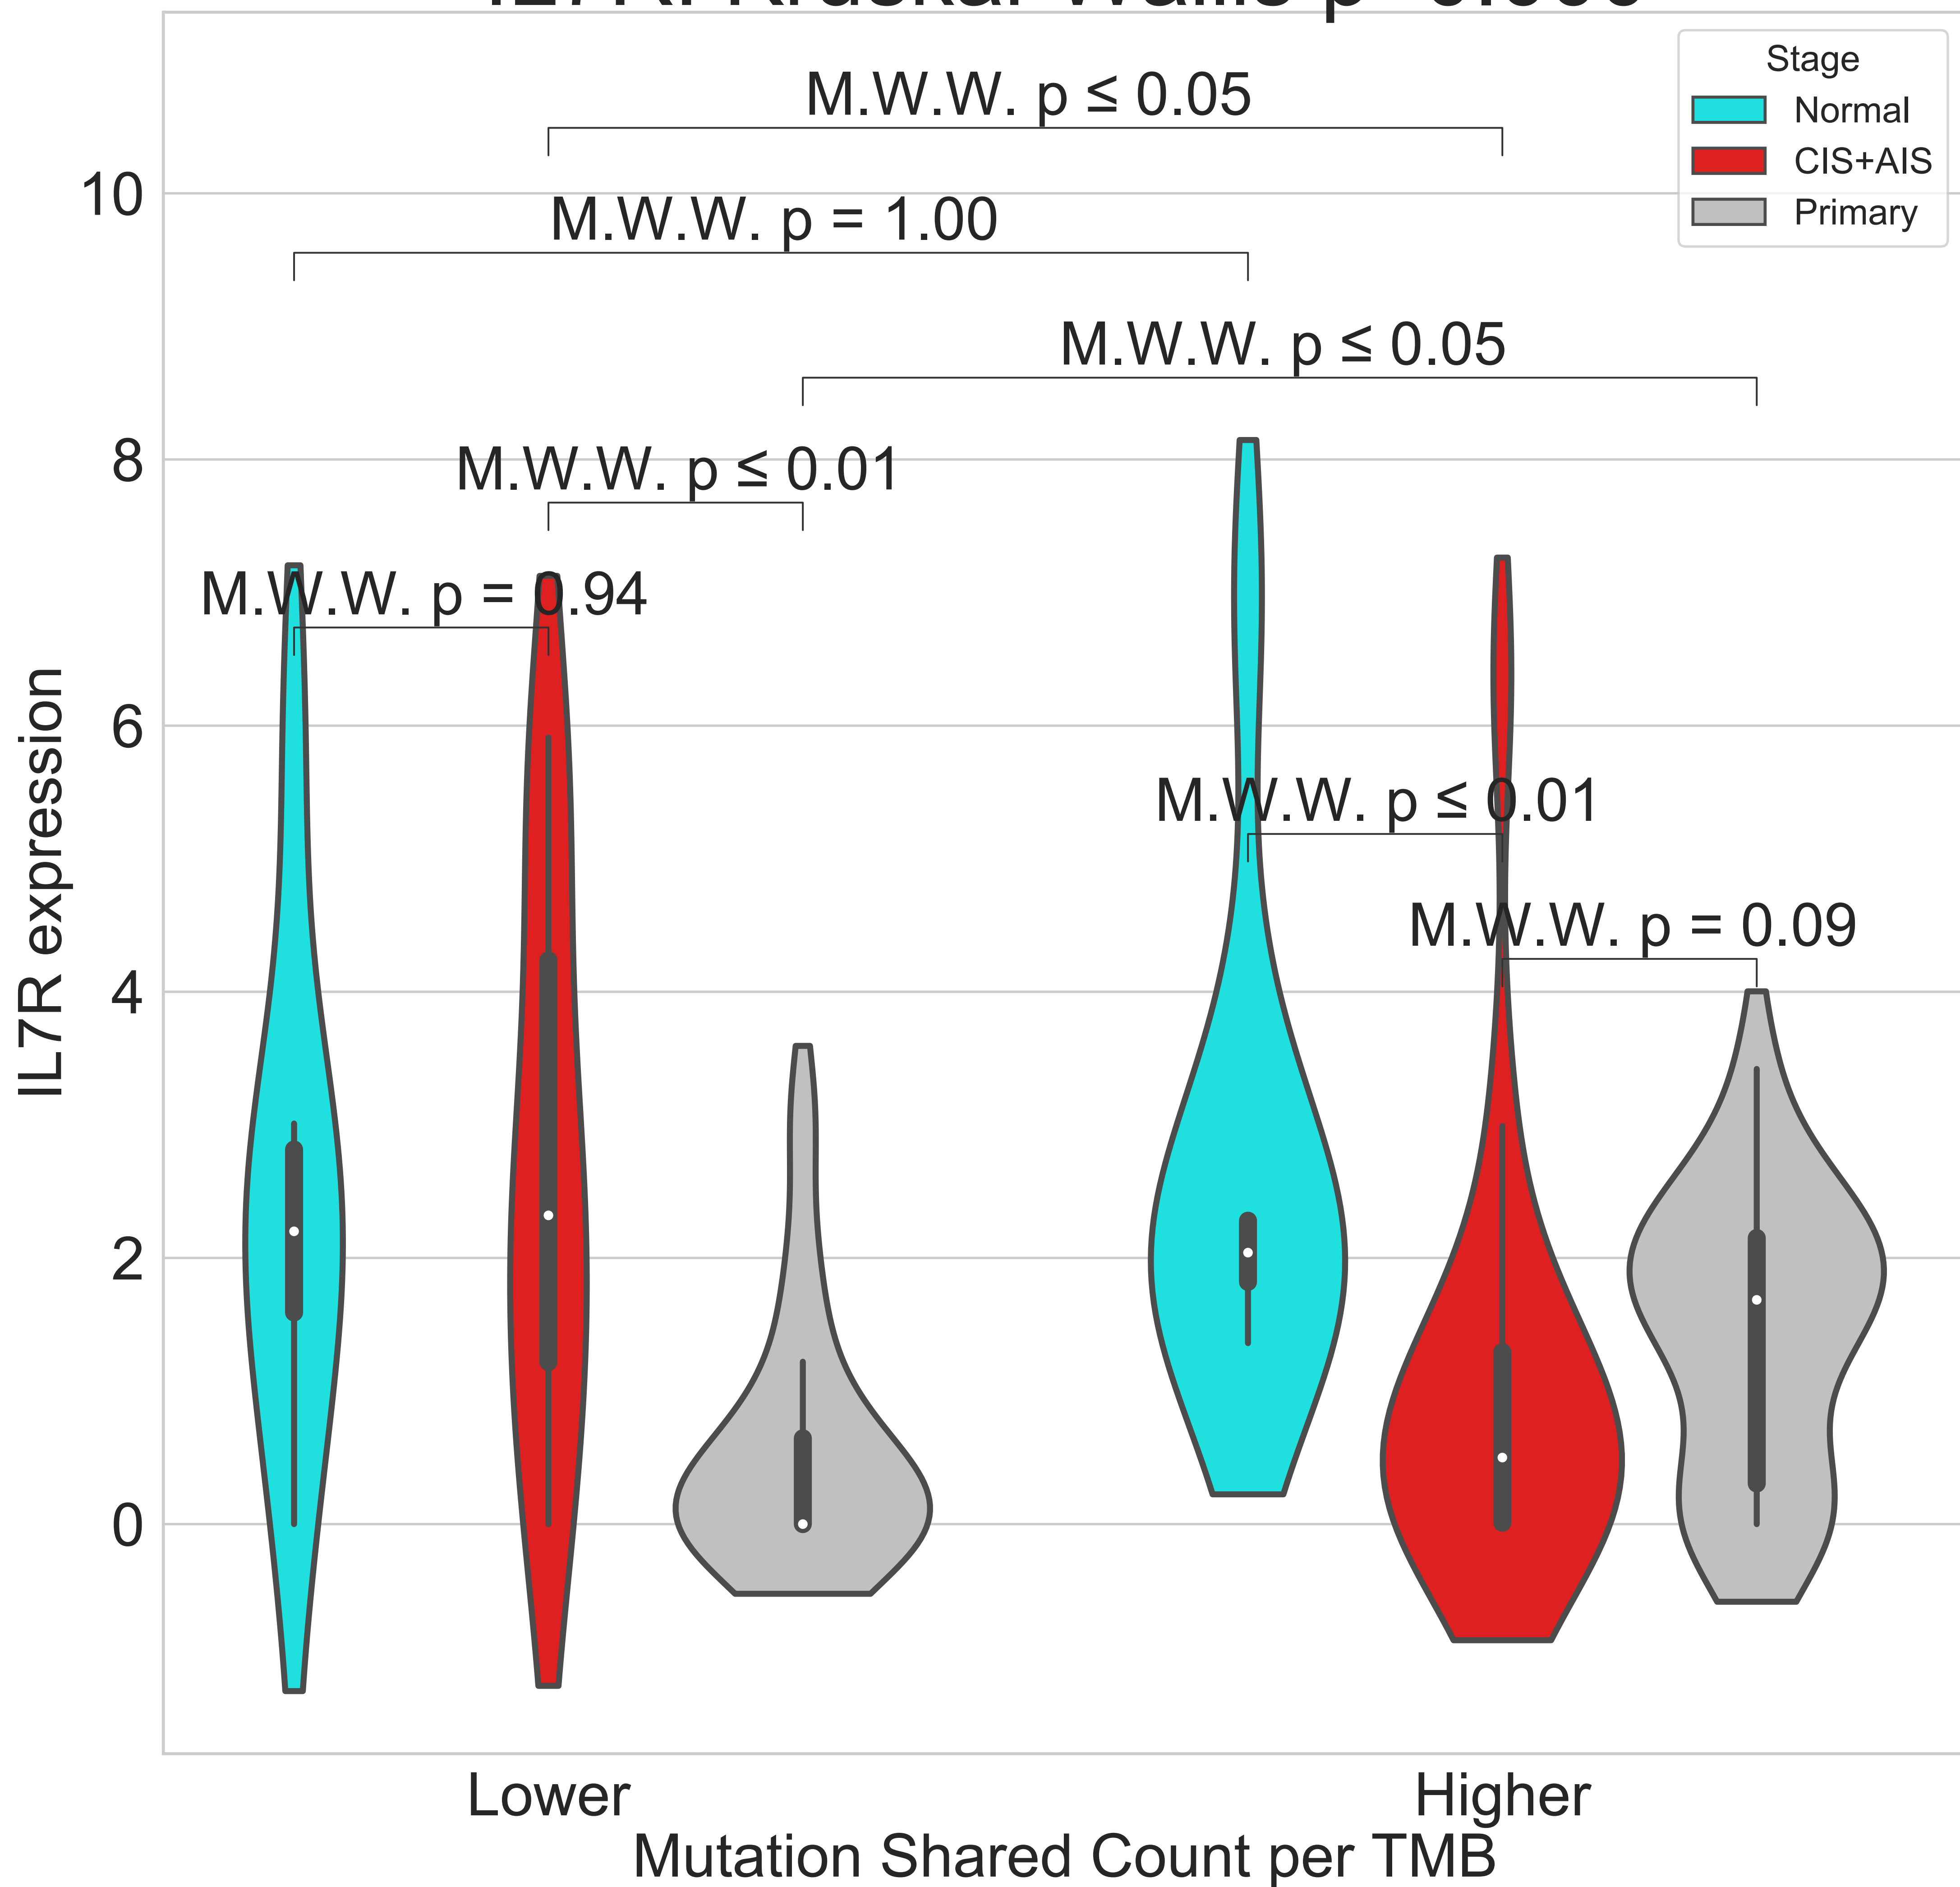 Stage
Normal
CIS+AIS
Primary
M.W.W. p ≤ 0.05
M.W.W. p = 1.00
M.W.W. p ≤ 0.05
M.W.W. p ≤ 0.01
M.W.W. p = 0.94
M.W.W. p ≤ 0.01
M.W.W. p = 0.09
10
8
6
4
2
0
IL7R expression
Lower
Higher
Mutation Shared Count per TMB